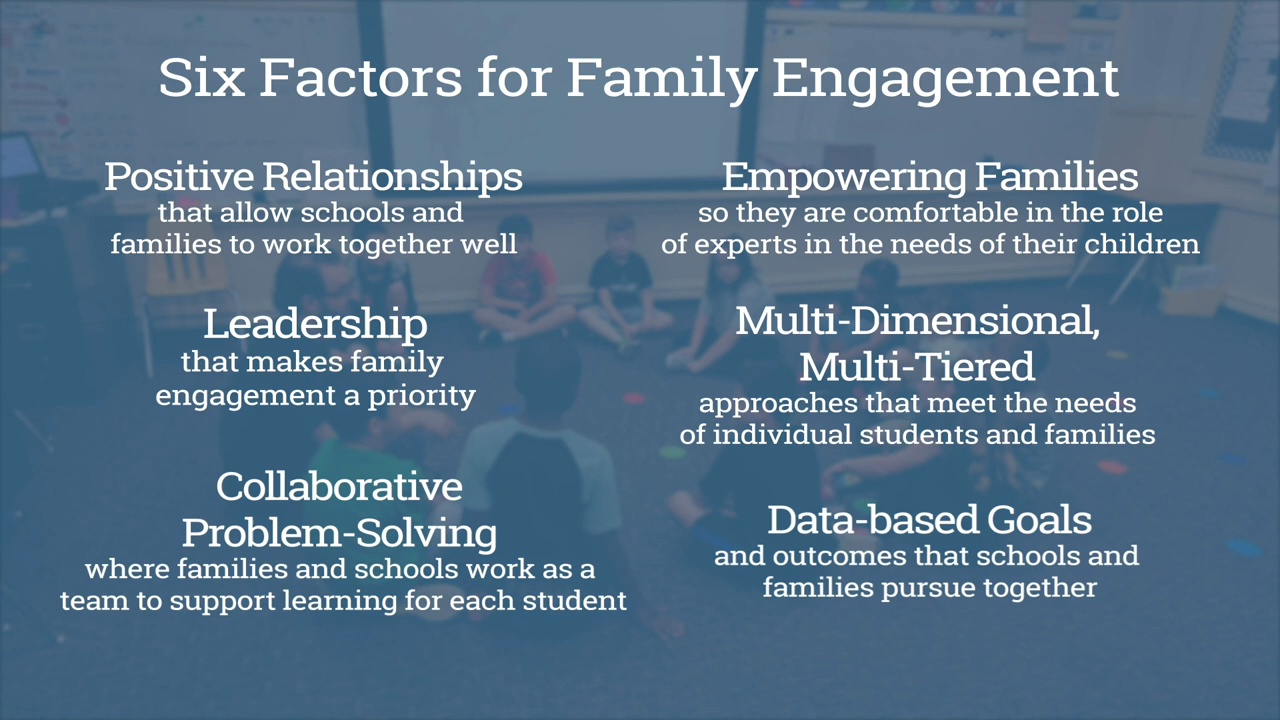 Six Factors for Family Engagement
Positive Relationships
that allow schools and
families to work together well
Leadership
that makes family
engagement a priority
Collaborative
Problem-Solving
where families and schools work as a
team to support learning for each student
Empowering Families
so they are comfortable in the role
of experts in the needs of their children
Multi-Dimensional,
Multi-Tiered
approaches that meet the needs
of individual students and families
Data-based Goals
and outcomes that schools and
families pursue together